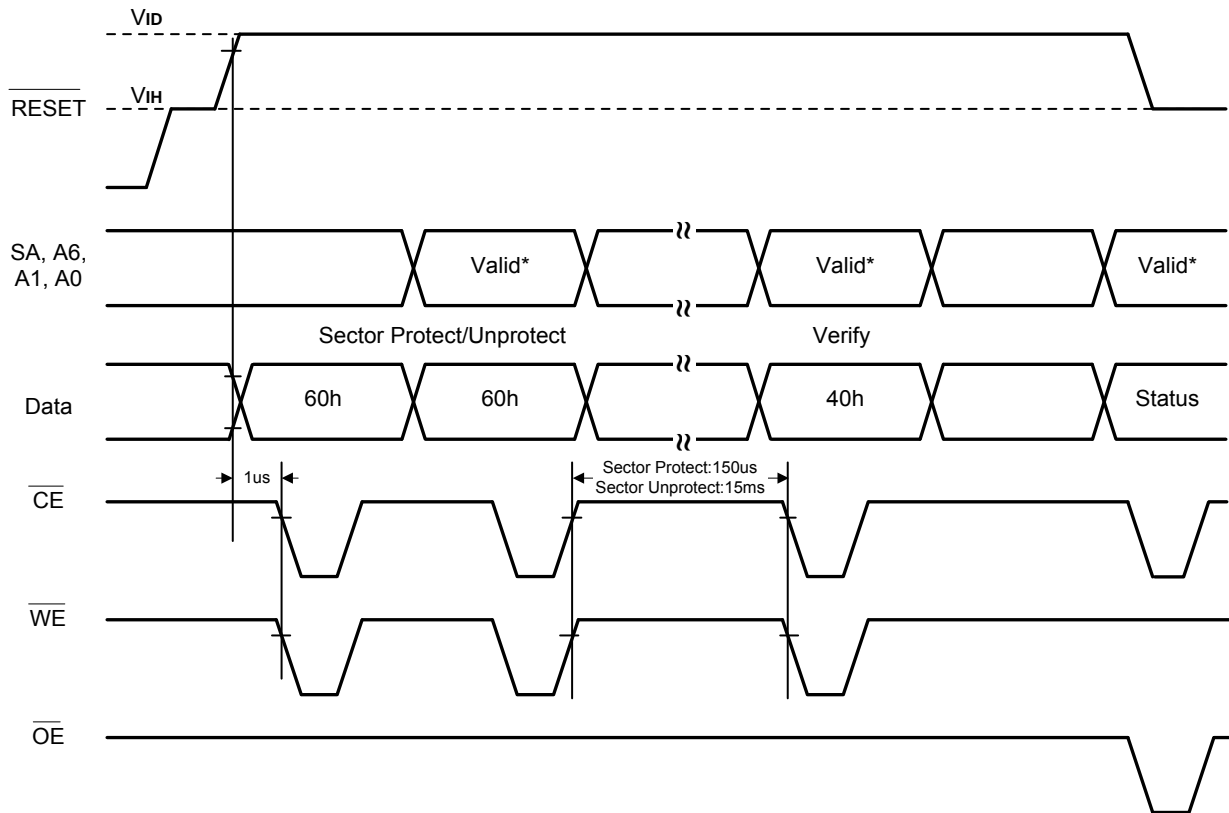 VID
VIH
RESET
SA, A6,
A1, A0
Valid*
Valid*
Valid*
Sector Protect/Unprotect
Verify
Data
60h
60h
40h
Status
1us
Sector Protect:150us
Sector Unprotect:15ms
CE
WE
OE